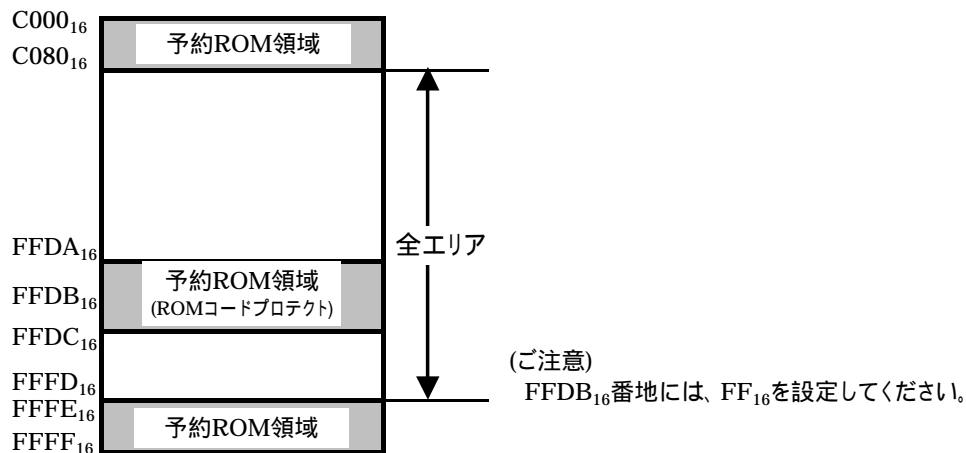 C000₁₆
予約ROM領域
C080₁₆
FFDA₁₆
全エリア
予約ROM領域
(ROMコードプロテクト)
FFDB₁₆
FFDC₁₆
(ご注意)
FFDB₁₆番地には、FF₁₆を設定してください。
FFFD₁₆
FFFE₁₆
予約ROM領域
FFFF₁₆